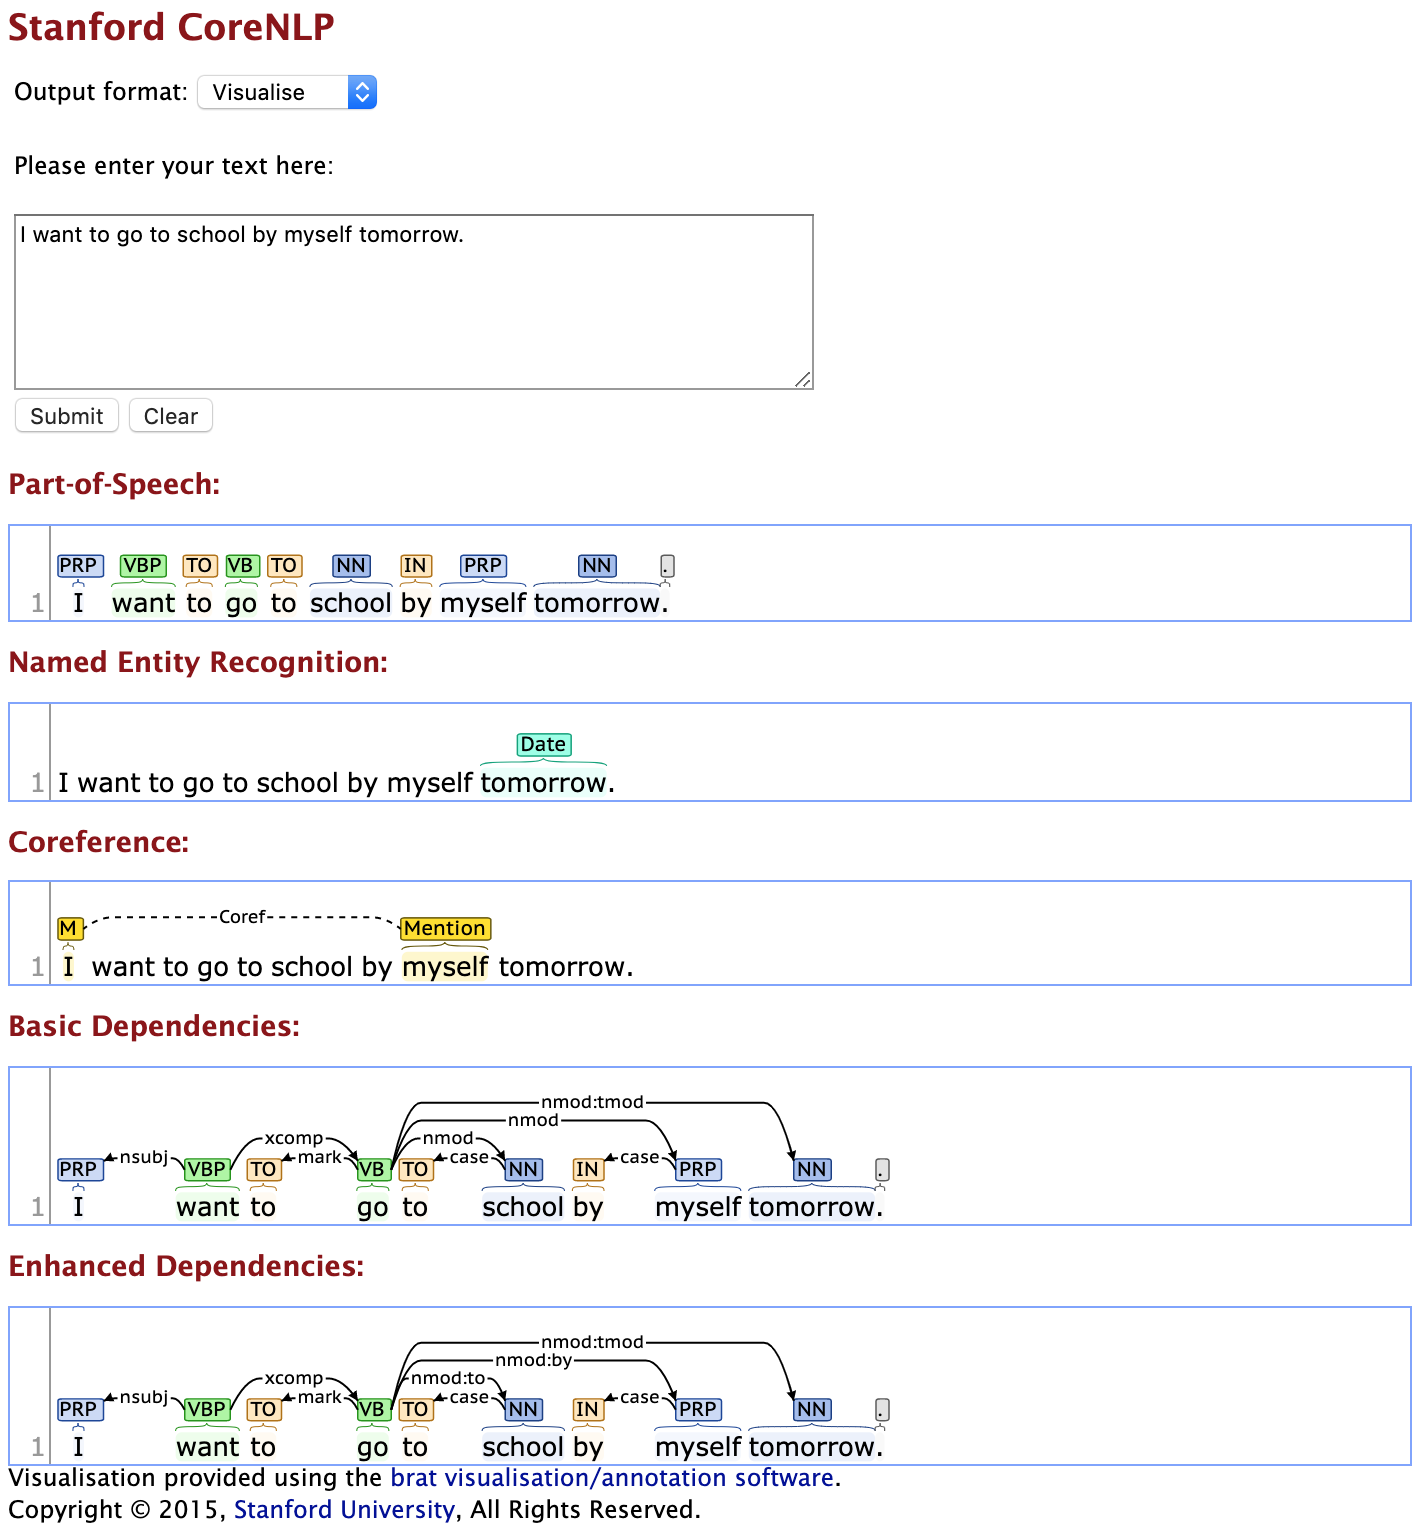 Stanford CoreNLP
Output format: Visualise
Please enter your text here:
I want to go to school by myself tomorrow.
Submit Clear
Part-of-Speech:
PRP VBP TO VB TO NN IN PRP NN .
1 I want to go to school by myself tomorrow.
Named Entity Recognition:
Date
1 I want to go to school by myself tomorrow.
Coreference:
Coref
M Mention
1 I want to go to school by myself tomorrow.
Basic Dependencies:
nmod:tmod
nmod
xcomp nmod
nsubj mark case case
PRP VBP TO VB TO NN IN PRP NN .
1 I want to go to school by myself tomorrow.
Enhanced Dependencies:
nmod:tmod
nmod:by
xcomp nmod:to
nsubj mark case case
PRP VBP TO VB TO NN IN PRP NN .
1 I want to go to school by myself tomorrow.
Visualisation provided using the brat visualisation/annotation software.
Copyright © 2015, Stanford University, All Rights Reserved.